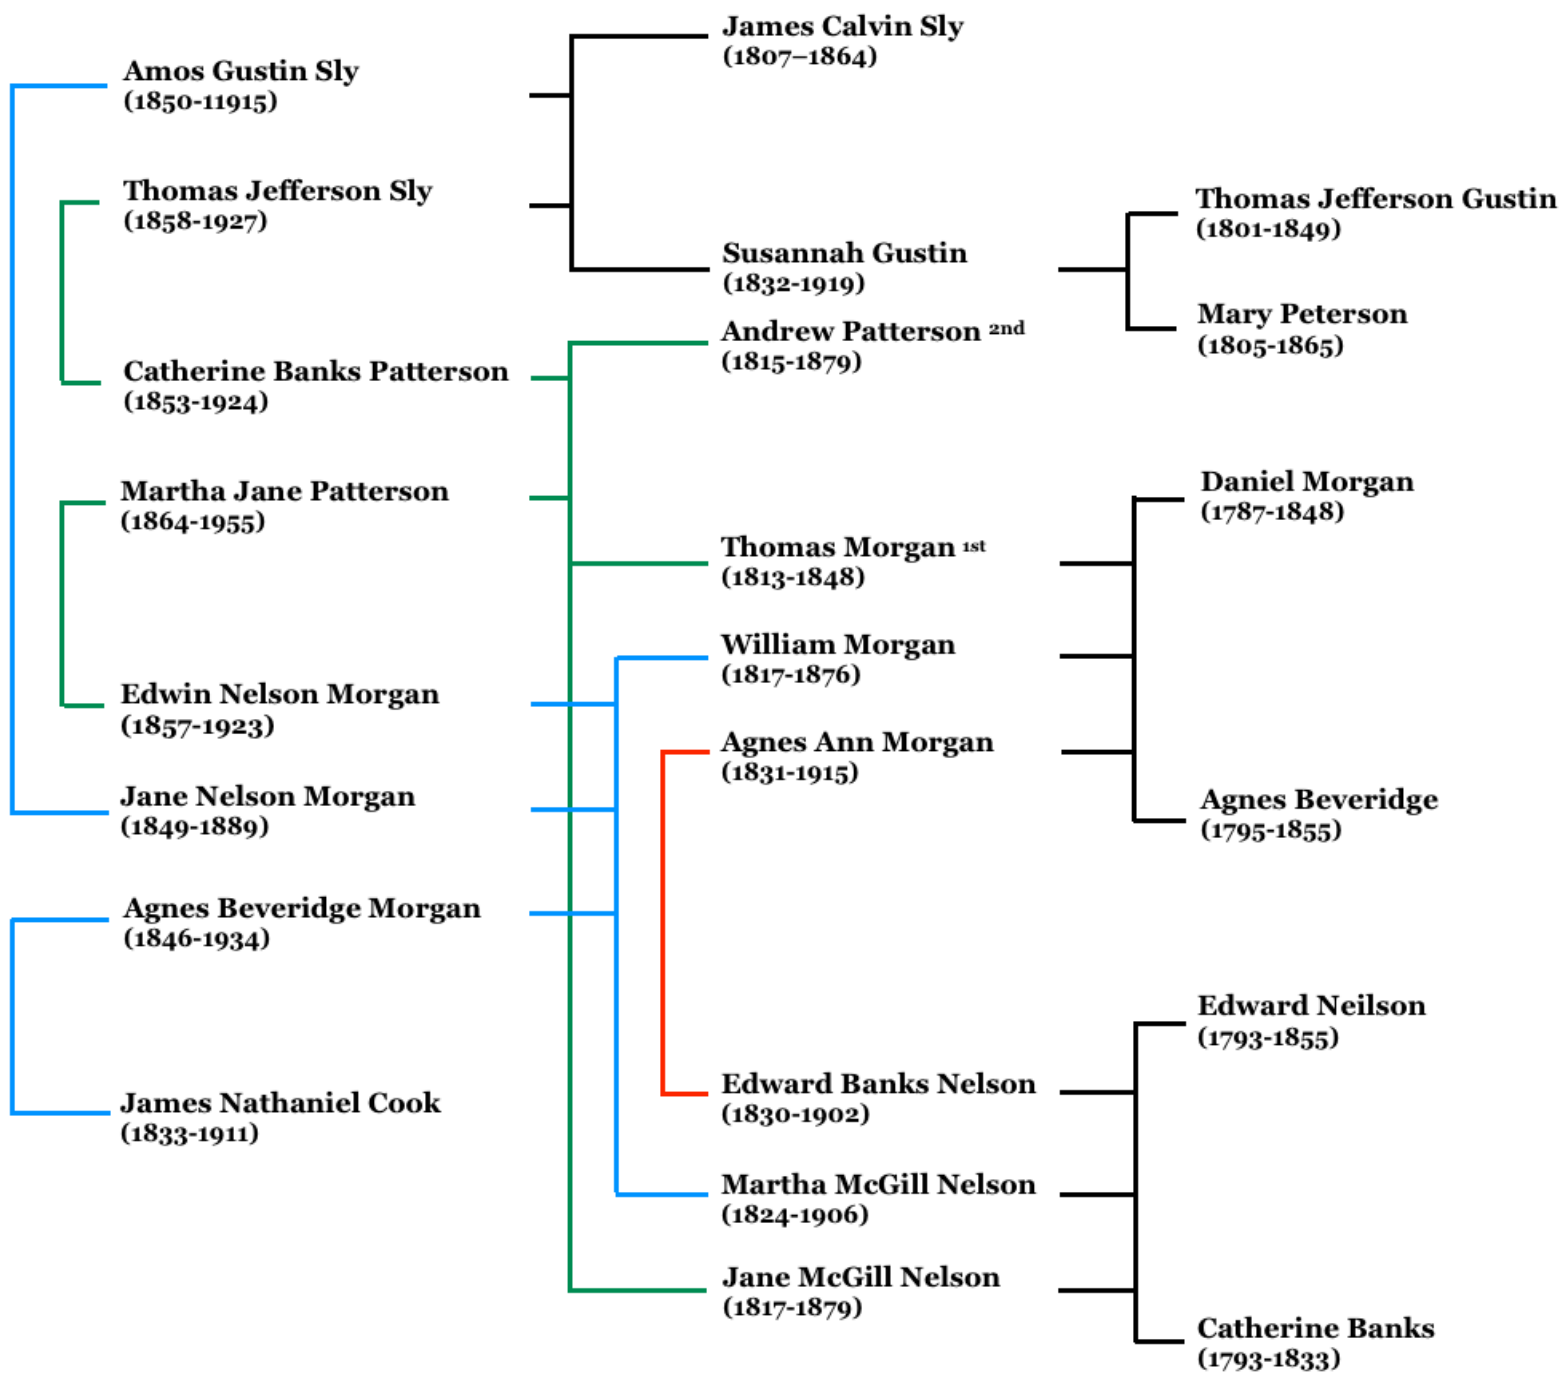 Amos Gustin Sly
(1850-11915)
Thomas Jefferson Sly
(1858-1927)
Catherine Banks Patterson
(1853-1924)
Martha Jane Patterson
(1864-1955)
Edwin Nelson Morgan
(1857-1923)
Jane Nelson Morgan
(1849-1889)
Agnes Beveridge Morgan
(1846-1934)
James Nathaniel Cook
(1833-1911)
James Calvin Sly
(1807–1864)
Susannah Gustin
(1832-1919)
Andrew Patterson 2nd
(1815-1879)
Thomas Morgan 1st
(1813-1848)
William Morgan
(1817-1876)
Agnes Ann Morgan
(1831-1915)
Edward Banks Nelson
(1830-1902)
Martha McGill Nelson
(1824-1906)
Jane McGill Nelson
(1817-1879)
Thomas Jefferson Gustin
(1801-1849)
Mary Peterson
(1805-1865)
Daniel Morgan
(1787-1848)
Agnes Beveridge
(1795-1855)
Edward Neilson
(1793-1855)
Catherine Banks
(1793-1833)